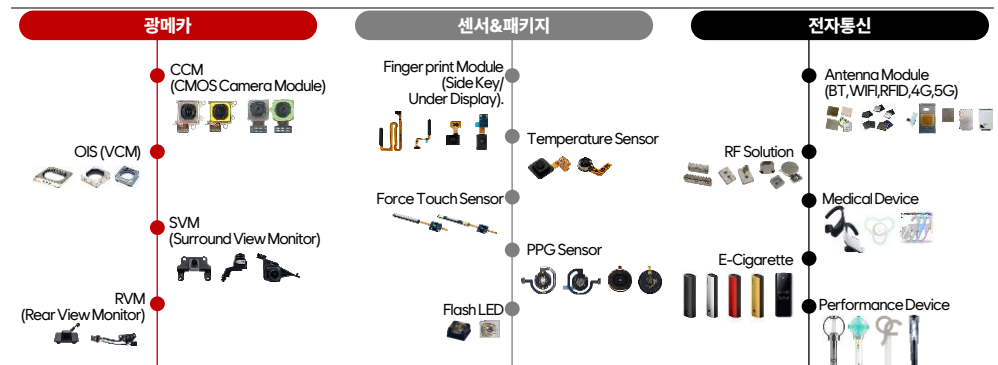 광메카
CCM
(CMOS Camera Module)
OIS (VCM)
SVM
(Surround View Monitor)
RVM
(Rear View Monitor)
센서&패키지
Finger print Module
(Side Key/
Under Display).
Temperature Sensor
Force Touch Sensor
PPG Sensor
Flash LED
전자통신
Antenna Module
(BT,WIFI,RFID,4G,5G)
RF Solution
Medical Device
E-Cigarette
Performance Device